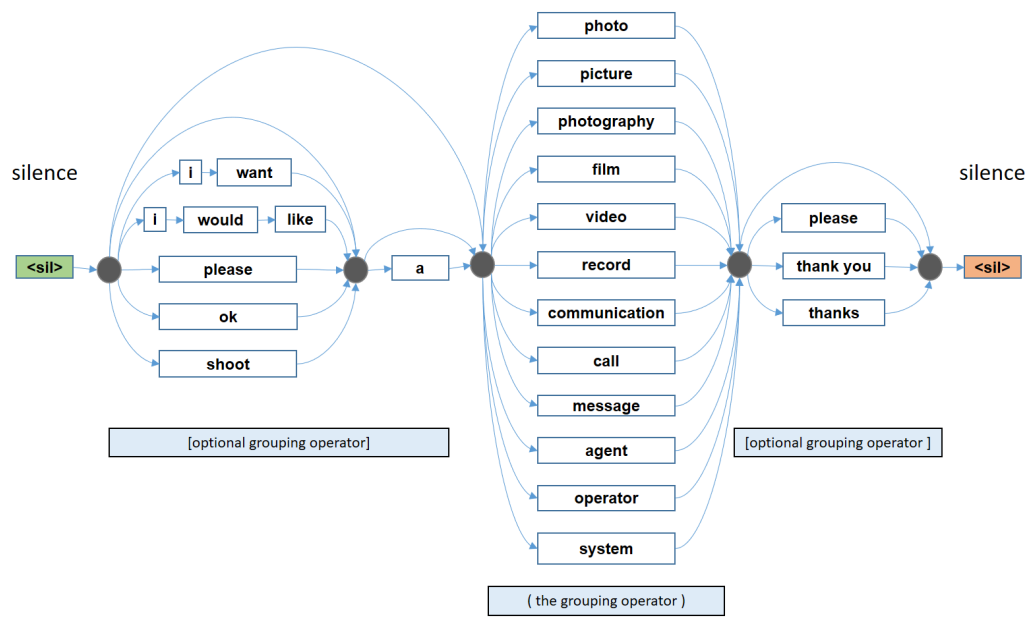 silence
<sil>
i
want
i
would
like
please
ok
shoot
a
[optional grouping operator]
photo
picture
photography
film
video
record
communication
call
message
agent
operator
system
( the grouping operator )
please
thank you
thanks
[optional grouping operator ]
silence
<sil>